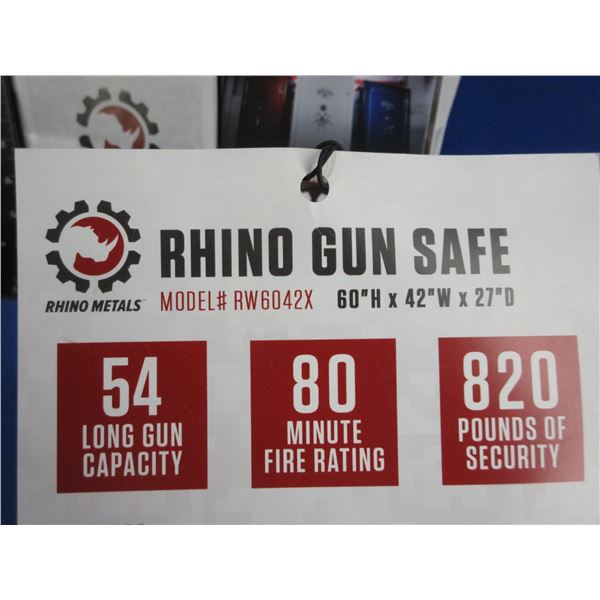 RHINO GUN SAFE
RHINO METALS™
MODEL# RW6042X 60"H x 42"W x 27"D
54
LONG GUN
CAPACITY
80
MINUTE
FIRE RATING
820
POUNDS OF
SECURITY